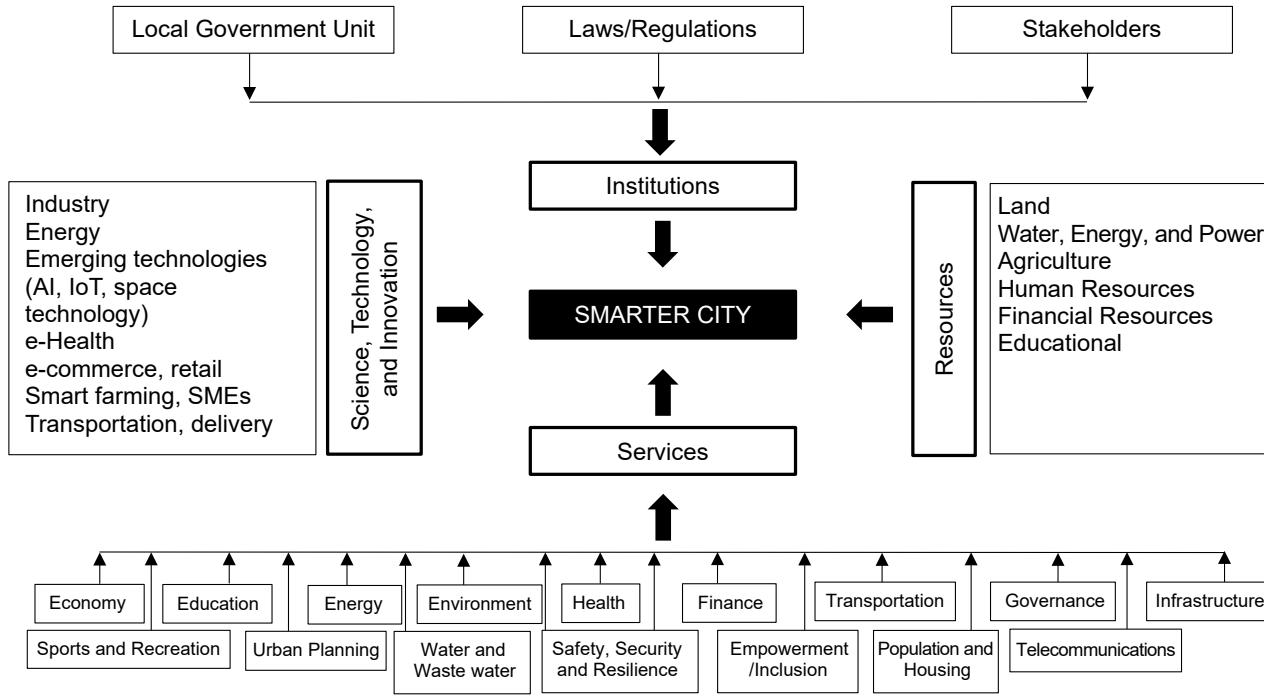 Local Government Unit
Laws/Regulations
Stakeholders
Institutions
Industry
Energy
Emerging technologies
(AI, IoT, space
technology)
e-Health
e-commerce, retail
Smart farming, SMEs
Transportation, delivery
Science, Technology,
and Innovation
SMARTER CITY
Resources
Land
Water, Energy, and Power
Agriculture
Human Resources
Financial Resources
Educational
Services
Economy
Education
Energy
Environment
Health
Finance
Transportation
Governance
Infrastructure
Sports and Recreation
Urban Planning
Water and
Waste water
Safety, Security
and Resilience
Empowerment
/Inclusion
Population and
Housing
Telecommunications